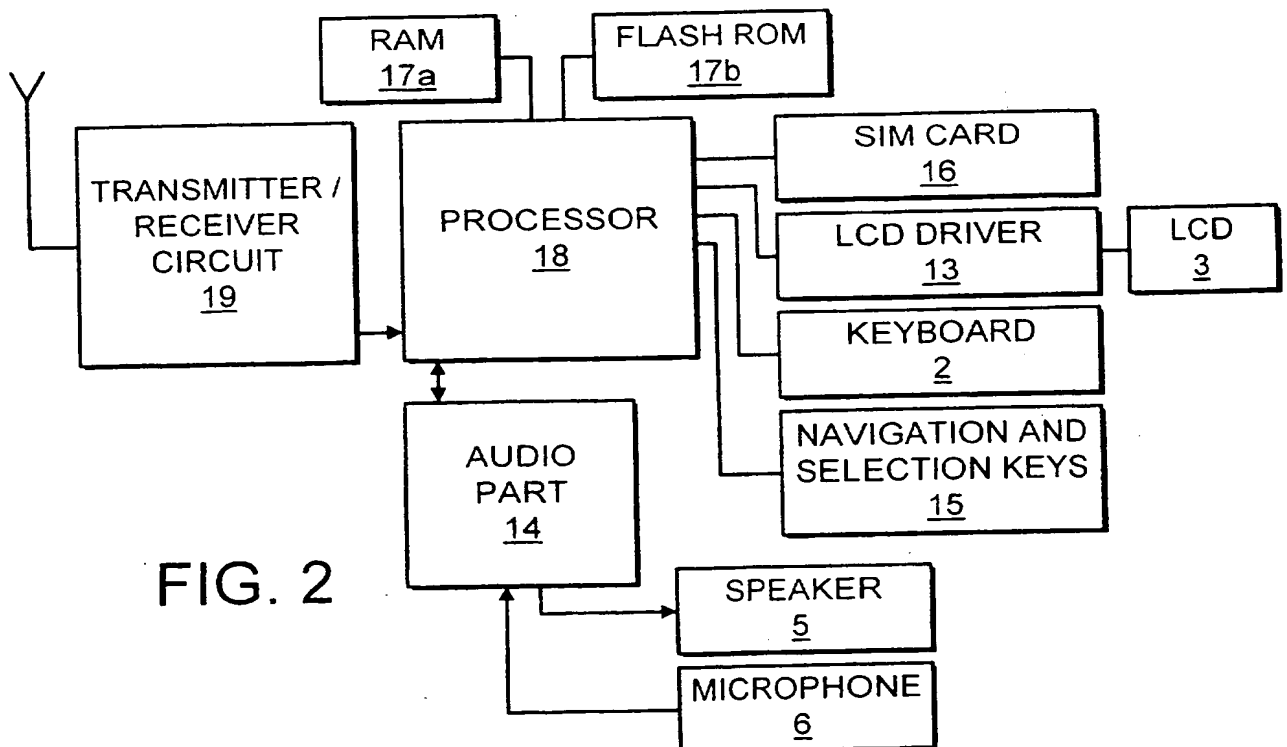 RAM
17a
FLASH ROM
17b
TRANSMITTER /
RECEIVER
CIRCUIT
19
PROCESSOR
18
SIM CARD
16
LCD DRIVER
13
LCD
3
KEYBOARD
2
NAVIGATION AND
SELECTION KEYS
15
AUDIO
PART
14
FIG. 2
SPEAKER
5
MICROPHONE
6